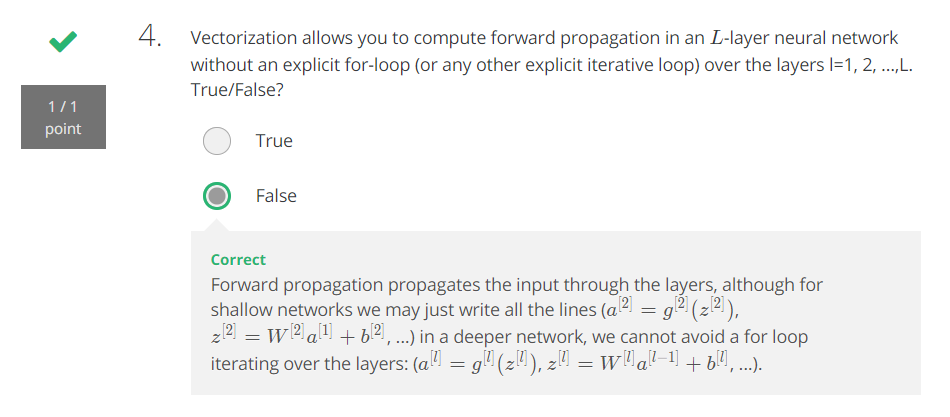 4. Vectorization allows you to compute forward propagation in an L-layer neural network
without an explicit for-loop (or any other explicit iterative loop) over the layers l=1, 2, …,L.
True/False?
1 / 1
point
True
False
Correct
Forward propagation propagates the input through the layers, although for
shallow networks we may just write all the lines (a^{[2]} = g^{[2]}(z^{[2]}),
z^{[2]} = W^{[2]}a^{[1]} + b^{[2]}, …) in a deeper network, we cannot avoid a for loop
iterating over the layers: (a^{[l]} = g^{[l]}(z^{[l]}), z^{[l]} = W^{[l]}a^{[l−1]} + b^{[l]}, …).